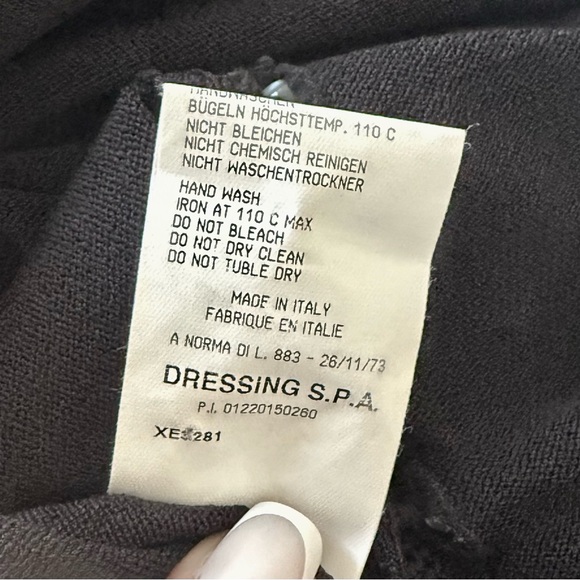 HANDWASCHEN
BÜGELN HÖCHSTTEMP. 110 C
NICHT BLEICHEN
NICHT CHEMISCH REINIGEN
NICHT WASCHENTROCKNER
HAND WASH
IRON AT 110 C MAX
DO NOT BLEACH
DO NOT DRY CLEAN
DO NOT TUBLE DRY
MADE IN ITALY
FABRIQUE EN ITALIE
A NORMA DI L. 883 - 26/11/73
DRESSING S.P.A.
P.I. 01220150260